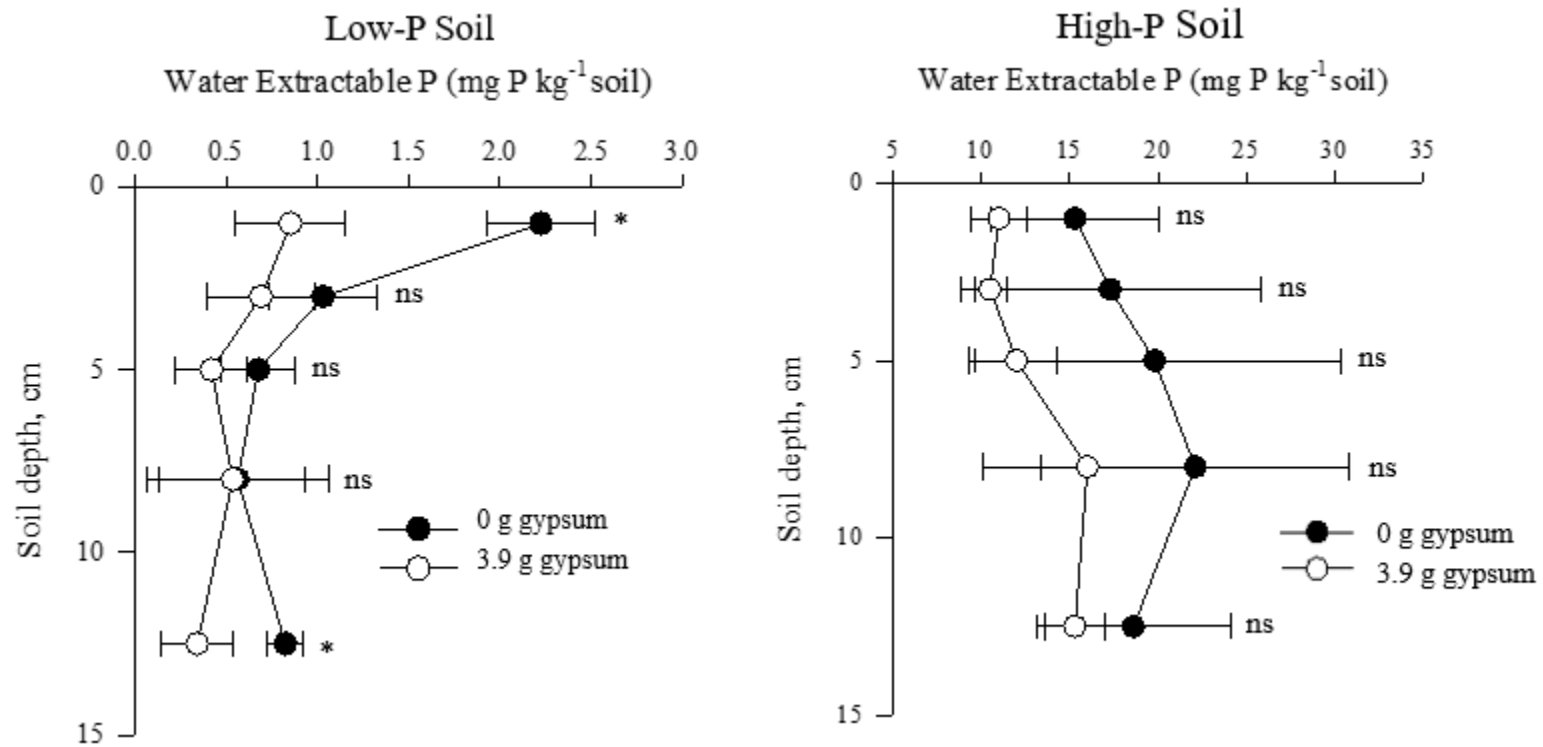 Low-P Soil
Water Extractable P (mg P kg⁻¹ soil)
0.0 0.5 1.0 1.5 2.0 2.5 3.0
0
5
10
15
Soil depth, cm
*
ns
ns
ns
*
0 g gypsum
3.9 g gypsum
High-P Soil
Water Extractable P (mg P kg⁻¹ soil)
5 10 15 20 25 30 35
0
5
10
15
Soil depth, cm
ns
ns
ns
ns
ns
0 g gypsum
3.9 g gypsum